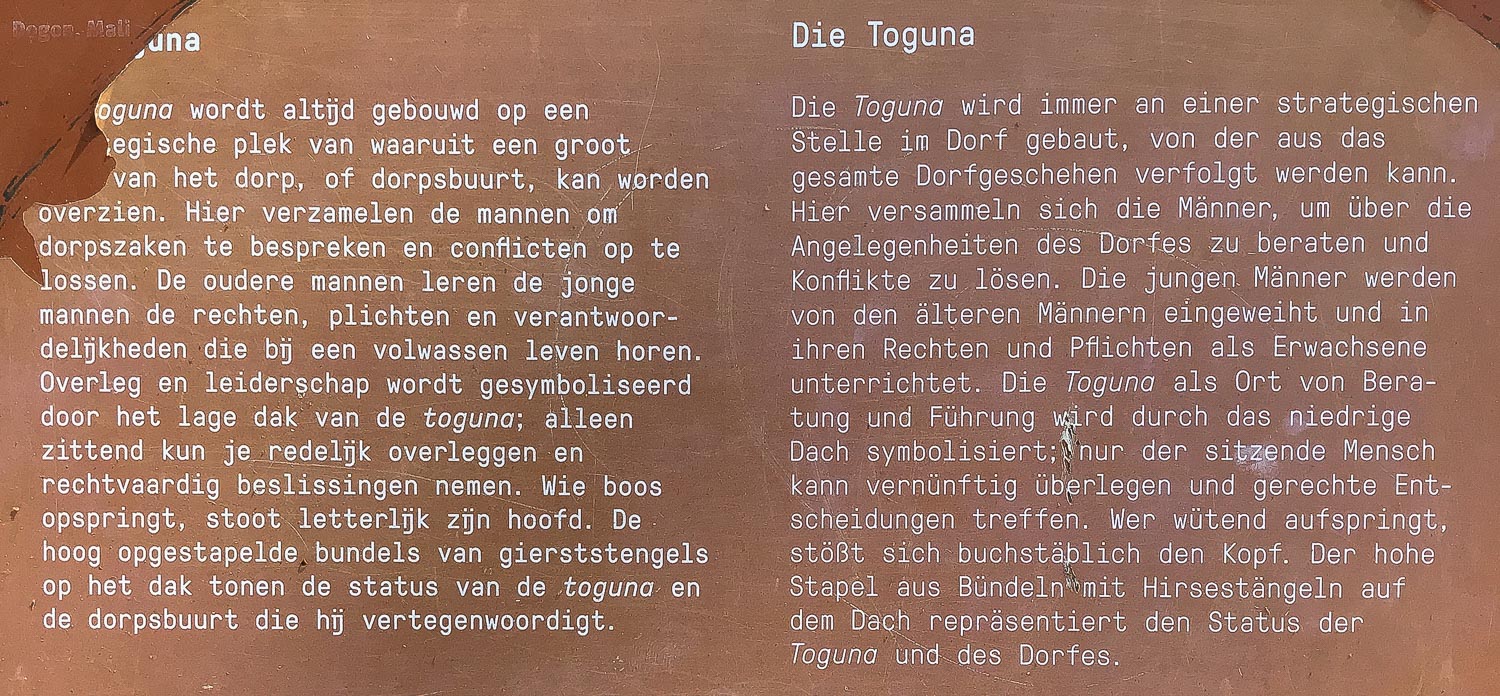 Dogon. Mali
wordt altijd gebouwd op een
plek van waaruit een groot
van het dorp, of dorpsbuurt, kan worden
overzien. Hier verzamelen de mannen om
dorpszaken te bespreken en conflicten op te
lossen. De oudere mannen leren de jonge
mannen de rechten, plichten en verantwoor-
delijkheden die bij een volwassen leven horen.
Overleg en leiderschap wordt gesymboliseerd
door het lage dak van de toguna; alleen
zittend kun je redelijk overleggen en
rechtvaardig beslissingen nemen. Wie boos
opspringt, stoot letterlijk zijn hoofd. De
hoog opgestapelde bundels van gierststengels
op het dak tonen de status van de toguna en
de dorpsbuurt die hij vertegenwoordigt.
Die Toguna
Die Toguna wird immer an einer strategischen
Stelle im Dorf gebaut, von der aus das
gesamte Dorfgeschehen verfolgt werden kann.
Hier versammeln sich die Männer, um über die
Angelegenheiten des Dorfes zu beraten und
Konflikte zu lösen. Die jungen Männer werden
von den älteren Männern eingeweiht und in
ihren Rechten und Pflichten als Erwachsene
unterrichtet. Die Toguna als Ort von Bera-
tung und Führung wird durch das niedrige
Dach symbolisiert; nur der sitzende Mensch
kann vernünftig überlegen und gerechte Ent-
scheidungen treffen. Wer wütend aufspringt,
stößt sich buchstäblich den Kopf. Der hohe
Stapel aus Bündeln mit Hirsestängeln auf
dem Dach repräsentiert den Status der
Toguna und des Dorfes.